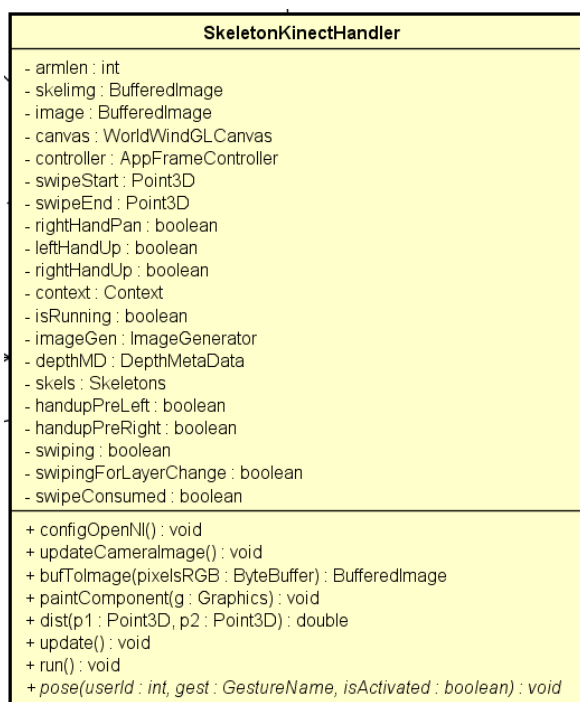 SkeletonKinectHandler
- armlen : int
- skelimg : BufferedImage
- image : BufferedImage
- canvas : WorldWindGLCanvas
- controller : AppFrameController
- swipeStart : Point3D
- swipeEnd : Point3D
- rightHandPan : boolean
- leftHandUp : boolean
- rightHandUp : boolean
- context : Context
- isRunning : boolean
- imageGen : ImageGenerator
- depthMD : DepthMetaData
- skels : Skeletons
- handupPreLeft : boolean
- handupPreRight : boolean
- swiping : boolean
- swipingForLayerChange : boolean
- swipeConsumed : boolean
+ configOpenNI() : void
+ updateCameraImage() : void
+ bufToImage(pixelsRGB : ByteBuffer) : BufferedImage
+ paintComponent(g : Graphics) : void
+ dist(p1 : Point3D, p2 : Point3D) : double
+ update() : void
+ run() : void
+ pose(userId : int, gest : GestureName, isActivated : boolean) : void